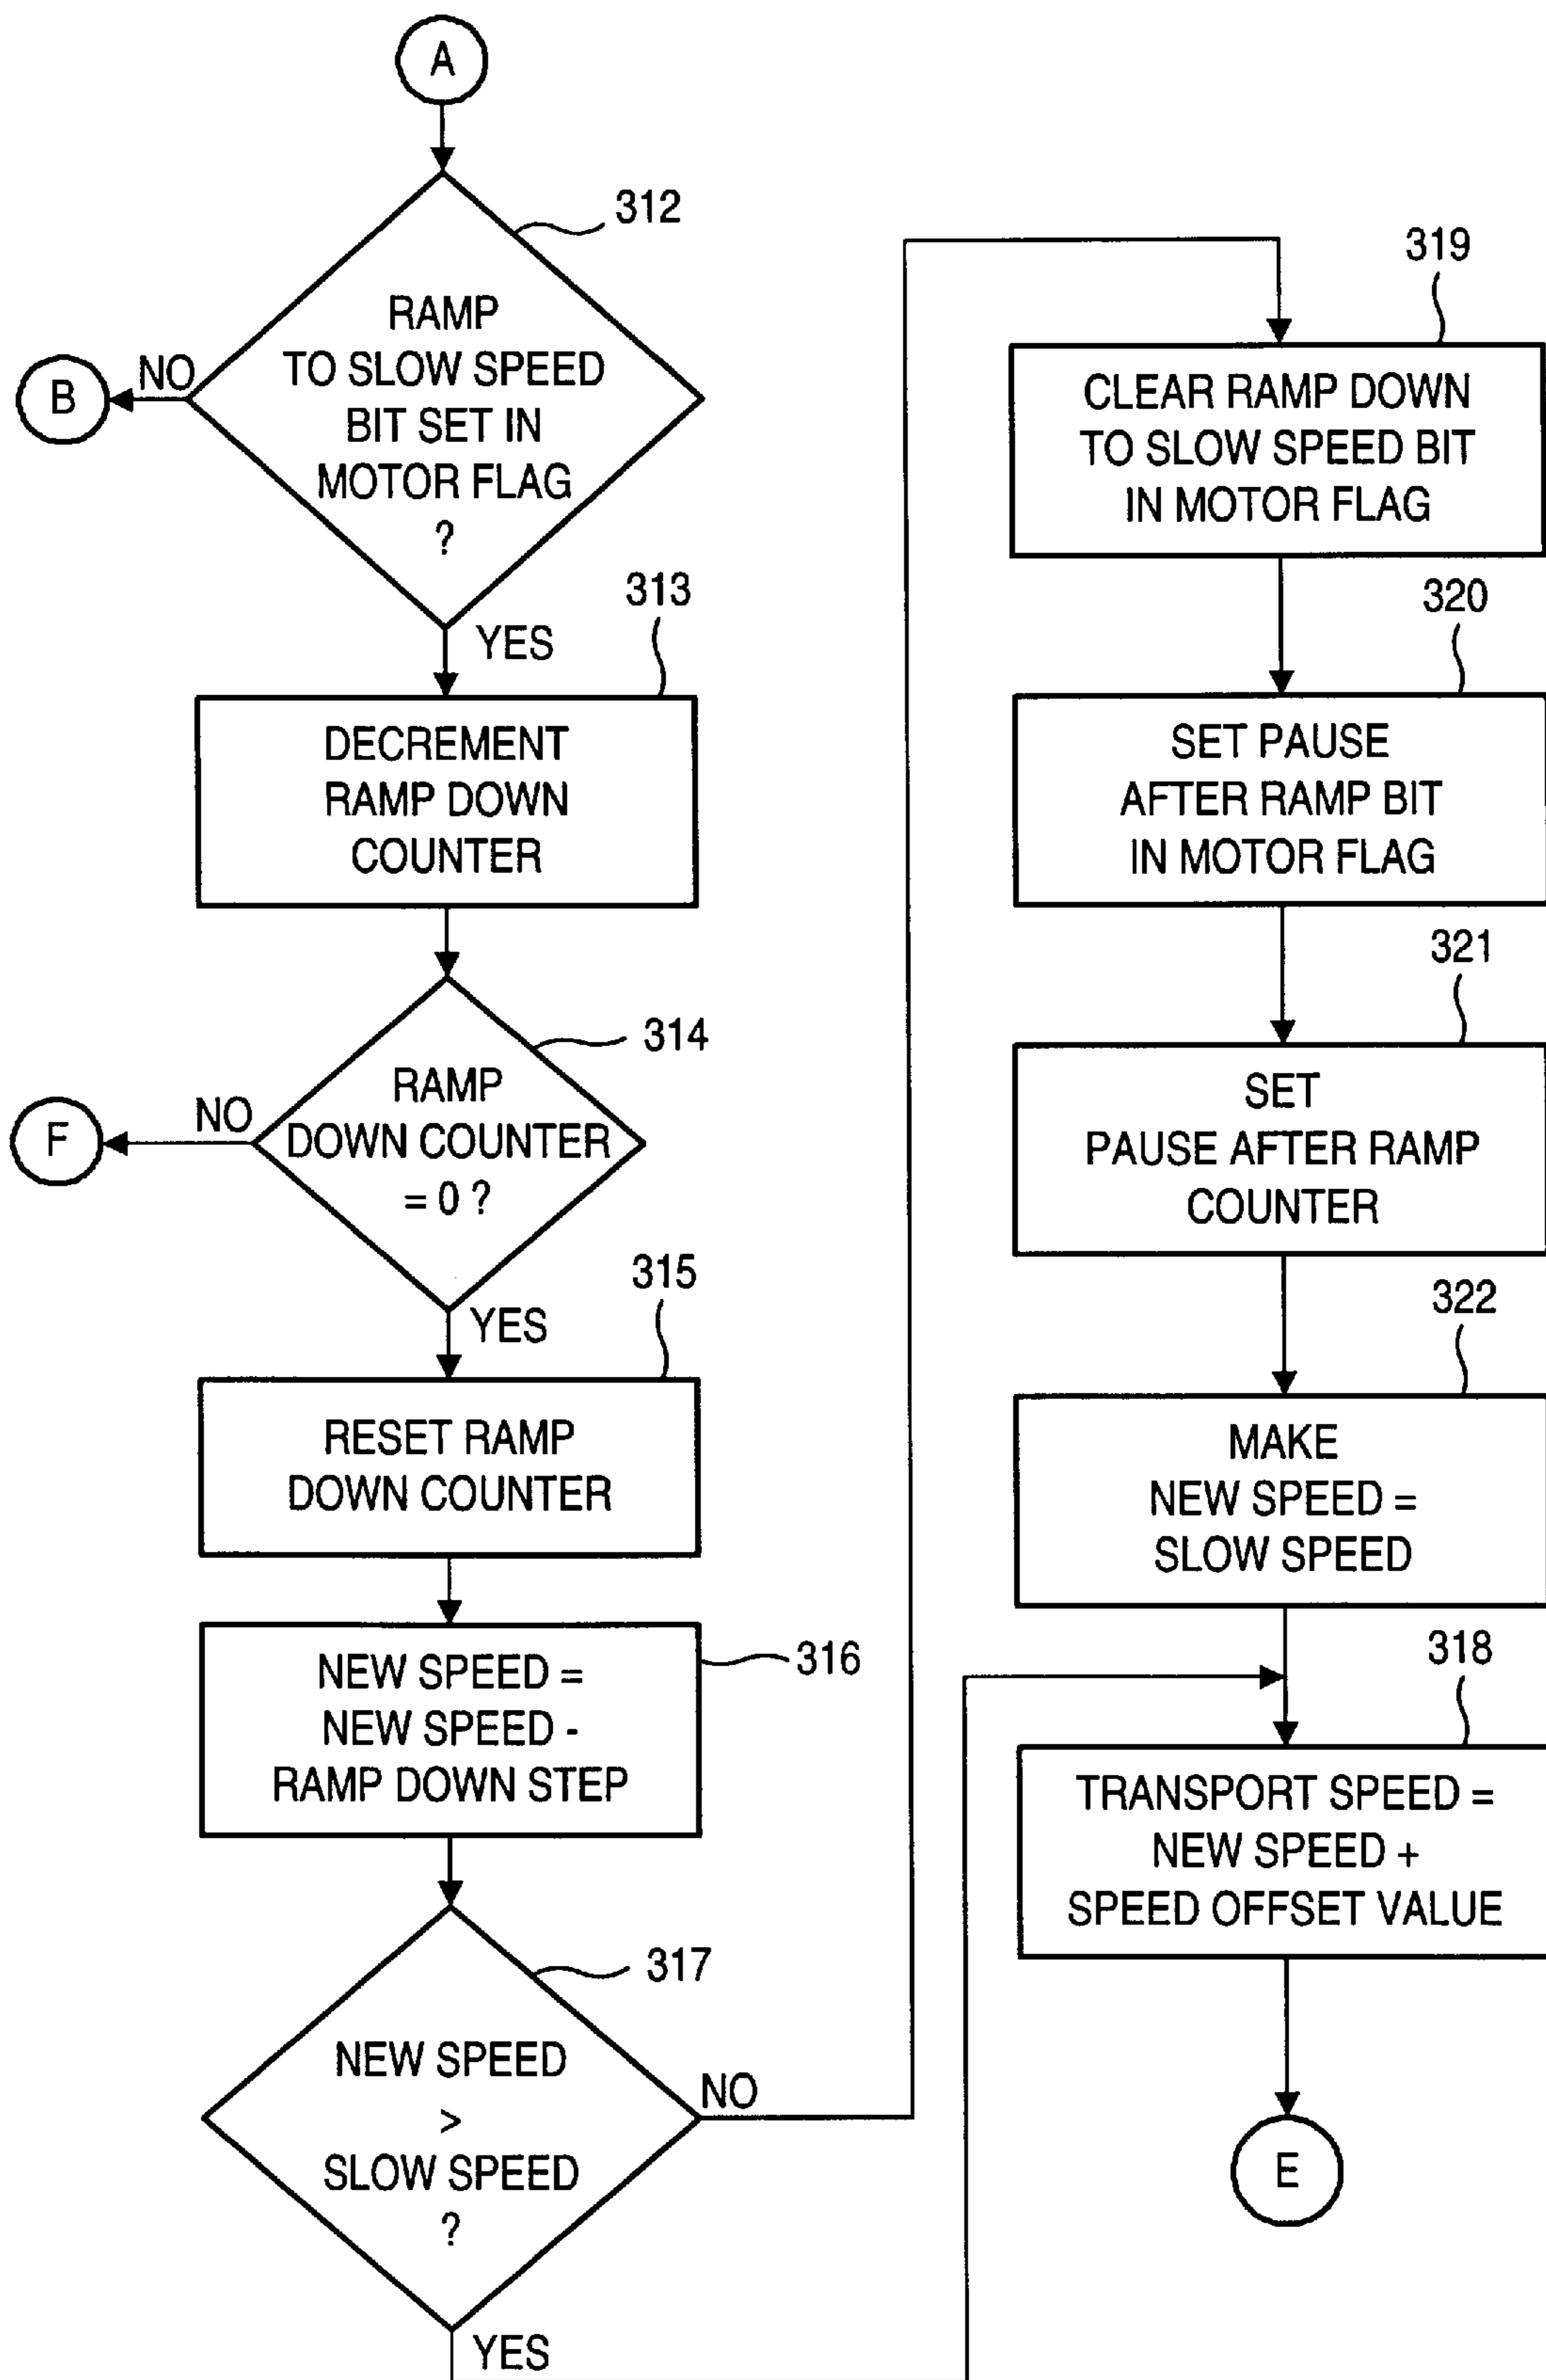 A
312
RAMP
TO SLOW SPEED
BIT SET IN
MOTOR FLAG
?
NO
B
YES
313
DECREMENT
RAMP DOWN
COUNTER
314
RAMP
DOWN COUNTER
= 0 ?
NO
F
YES
315
RESET RAMP
DOWN COUNTER
316
NEW SPEED =
NEW SPEED -
RAMP DOWN STEP
317
NEW SPEED
>
SLOW SPEED
?
NO
YES
319
CLEAR RAMP DOWN
TO SLOW SPEED BIT
IN MOTOR FLAG
320
SET PAUSE
AFTER RAMP BIT
IN MOTOR FLAG
321
SET
PAUSE AFTER RAMP
COUNTER
322
MAKE
NEW SPEED =
SLOW SPEED
318
TRANSPORT SPEED =
NEW SPEED +
SPEED OFFSET VALUE
E